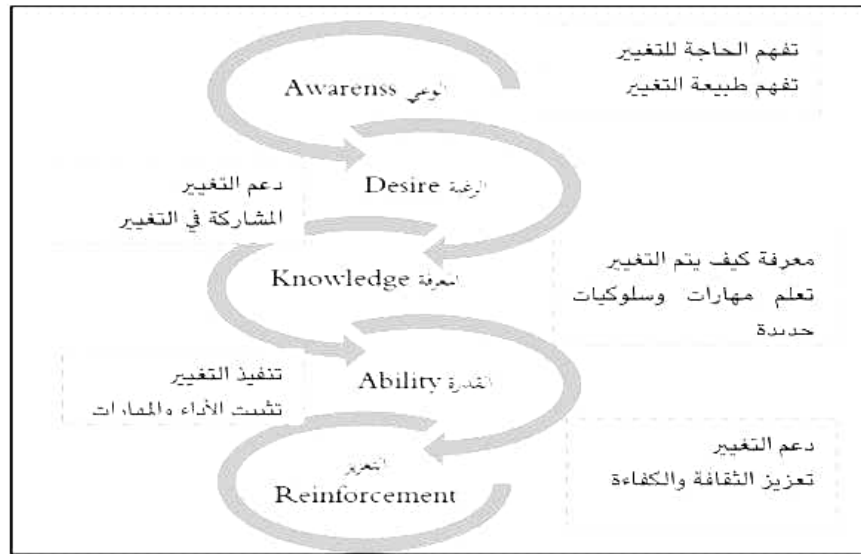 تفهم الحاجة للتغيير
تفهم طبيعة التغيير
الوعي Awarenss
الرغبة Desire
دعم التغيير
المشاركة في التغيير
المعرفة Knowledge
معرفة كيف يتم التغيير
تعلم مهارات وسلوكيات
جديدة
القدرة Ability
تنفيذ التغيير
تثبيت الأداء والمهارات
التعزيز
Reinforcement
دعم التغيير
تعزيز الثقافة والكفاءة